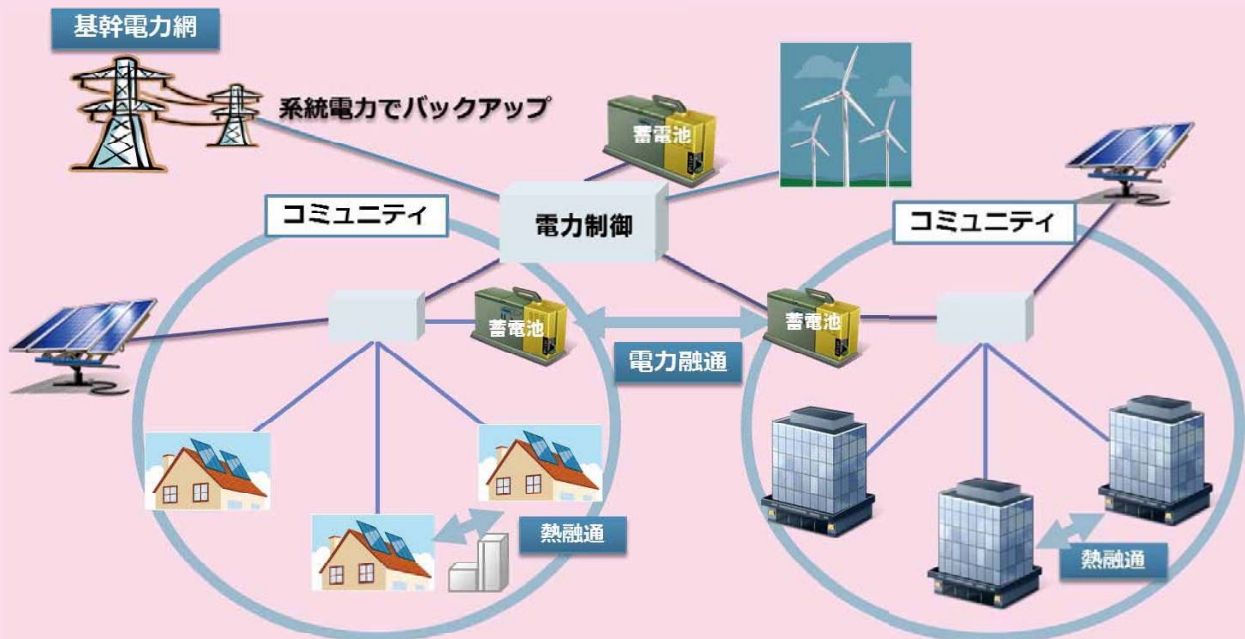 基幹電力網
系統電力でバックアップ
蓄電池
コミュニティ
電力制御
コミュニティ
蓄電池
蓄電池
電力融通
熱融通
熱融通